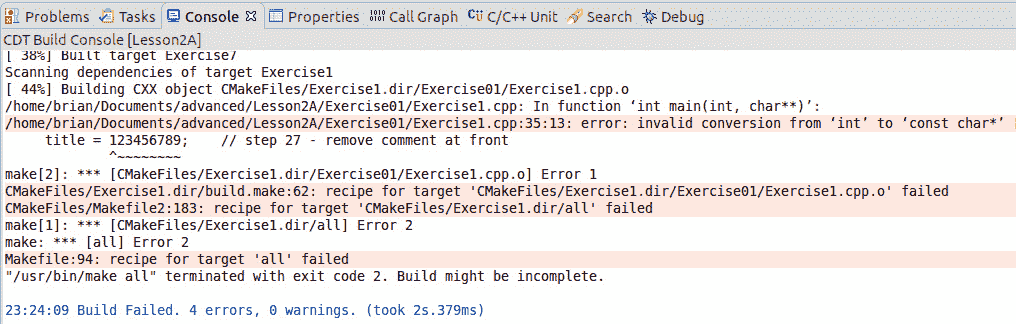 Problems Tasks Console Properties Call Graph C/C++ Unit Search Debug
CDT Build Console [Lesson2A]
[ 38%] Built target Exercise7
Scanning dependencies of target Exercise1
[ 44%] Building CXX object CMakeFiles/Exercise1.dir/Exercise01/Exercise1.cpp.o
/home/brian/Documents/advanced/Lesson2A/Exercise01/Exercise1.cpp: In function ‘int main(int, char**)’:
/home/brian/Documents/advanced/Lesson2A/Exercise01/Exercise1.cpp:35:13: error: invalid conversion from ‘int’ to ‘const char*’
title = 123456789;    // step 27 - remove comment at front
^~~~~~~~~
make[2]: *** [CMakeFiles/Exercise1.dir/Exercise01/Exercise1.cpp.o] Error 1
CMakeFiles/Exercise1.dir/build.make:62: recipe for target 'CMakeFiles/Exercise1.dir/Exercise01/Exercise1.cpp.o' failed
CMakeFiles/Makefile2:183: recipe for target 'CMakeFiles/Exercise1.dir/all' failed
make[1]: *** [CMakeFiles/Exercise1.dir/all] Error 2
make: *** [all] Error 2
Makefile:94: recipe for target 'all' failed
"/usr/bin/make all" terminated with exit code 2. Build might be incomplete.
23:24:09 Build Failed. 4 errors, 0 warnings. (took 2s.379ms)